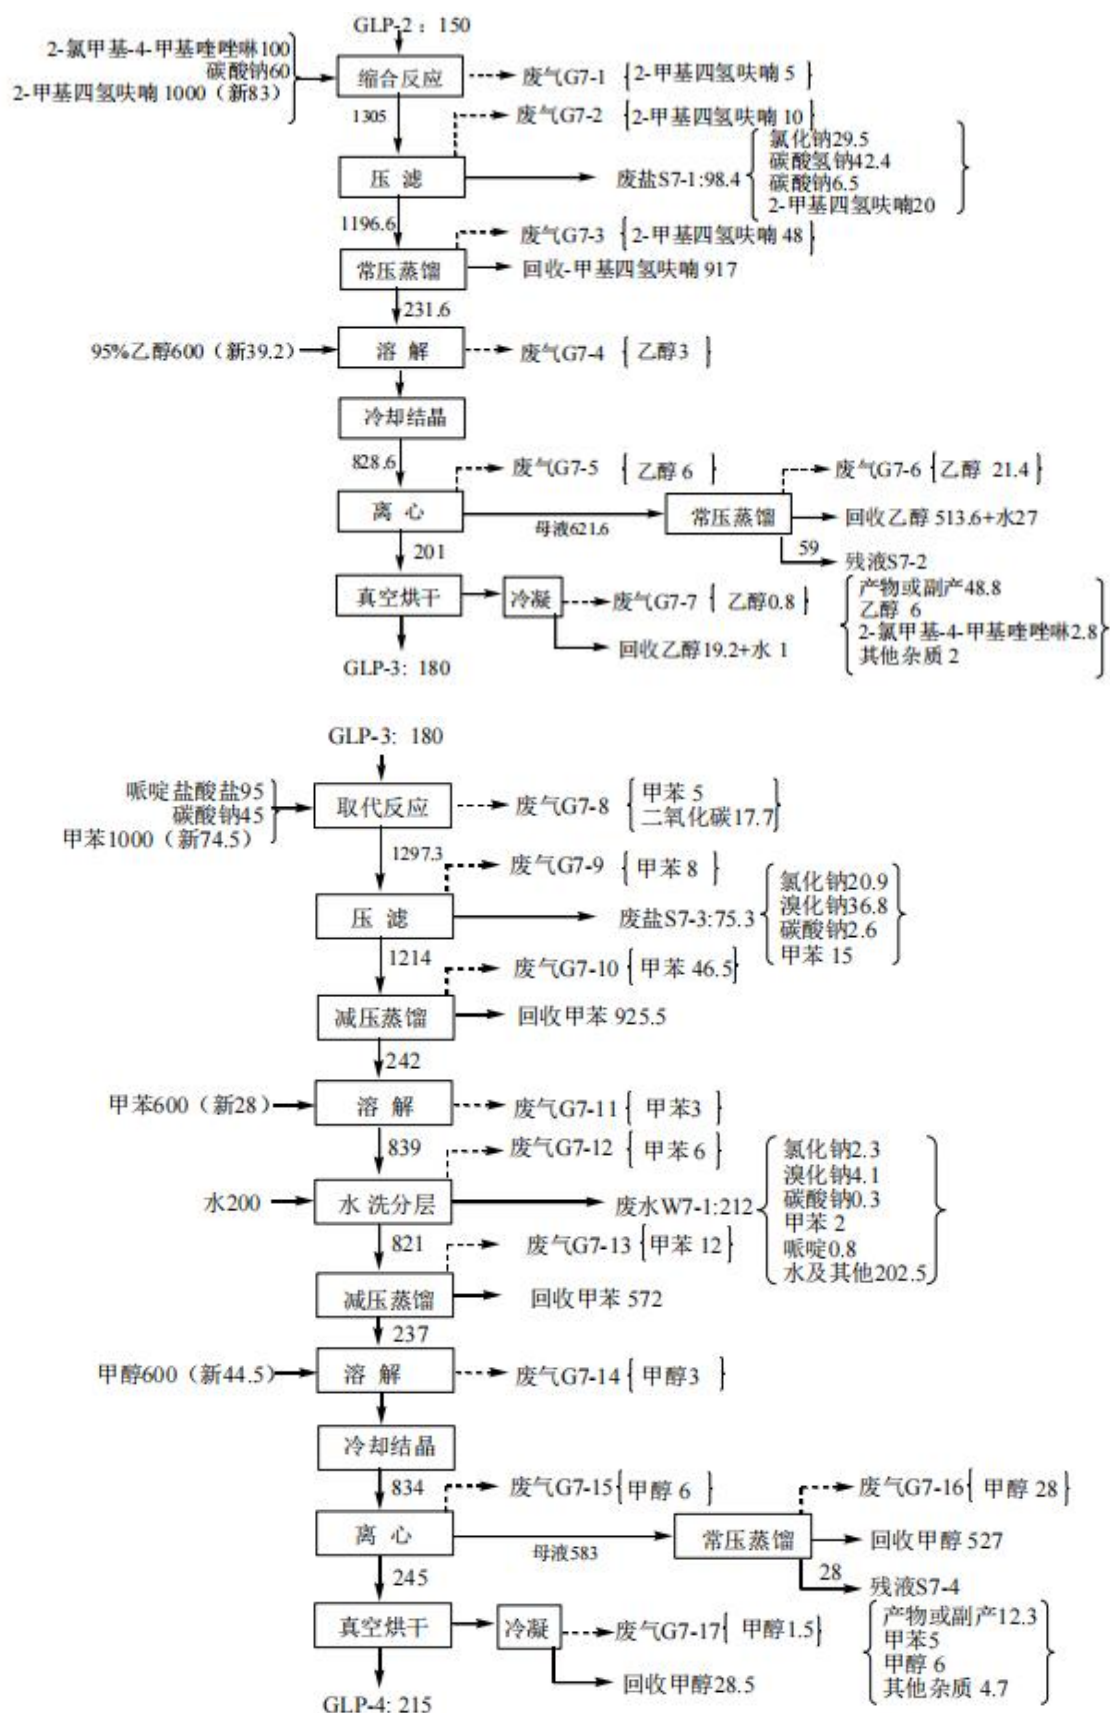 GLP-2 : 150
2-氯甲基-4-甲基喹唑啉100
碳酸钠60
2-甲基四氢呋喃 1000（新83）
缩合反应
废气G7-1
2-甲基四氢呋喃 5
1305
废气G7-2
2-甲基四氢呋喃 10
压 滤
废盐S7-1:98.4
氯化钠29.5
碳酸氢钠42.4
碳酸钠6.5
2-甲基四氢呋喃20
1196.6
废气G7-3
2-甲基四氢呋喃 48
常压蒸馏
回收-甲基四氢呋喃 917
231.6
95%乙醇600（新39.2）
溶 解
废气G7-4
乙醇3
冷却结晶
828.6
废气G7-5
乙醇 6
废气G7-6
乙醇 21.4
离 心
母液621.6
常压蒸馏
回收乙醇 513.6+水27
201
59
残液S7-2
产物或副产48.8
乙醇 6
2-氯甲基-4-甲基喹唑啉2.8
其他杂质 2
真空烘干
冷凝
废气G7-7
乙醇0.8
回收乙醇19.2+水 1
GLP-3: 180
GLP-3: 180
哌啶盐酸盐95
碳酸钠45
甲苯1000（新74.5）
取代反应
废气G7-8
甲苯 5
二氧化碳17.7
1297.3
废气G7-9
甲苯 8
压 滤
废盐S7-3:75.3
氯化钠20.9
溴化钠36.8
碳酸钠2.6
甲苯 15
1214
废气G7-10
甲苯 46.5
减压蒸馏
回收甲苯 925.5
242
甲苯600（新28）
溶 解
废气G7-11
甲苯3
839
废气G7-12
甲苯 6
水200
水 洗分层
废水W7-1:212
氯化钠2.3
溴化钠4.1
碳酸钠0.3
甲苯 2
哌啶0.8
水及其他202.5
821
废气G7-13
甲苯 12
减压蒸馏
回收甲苯 572
237
甲醇600（新44.5）
溶 解
废气G7-14
甲醇3
冷却结晶
834
废气G7-15
甲醇 6
废气G7-16
甲醇 28
离 心
母液583
常压蒸馏
回收甲醇 527
245
28
残液S7-4
产物或副产12.3
甲苯5
甲醇 6
其他杂质 4.7
真空烘干
冷凝
废气G7-17
甲醇1.5
回收甲醇28.5
GLP-4: 215